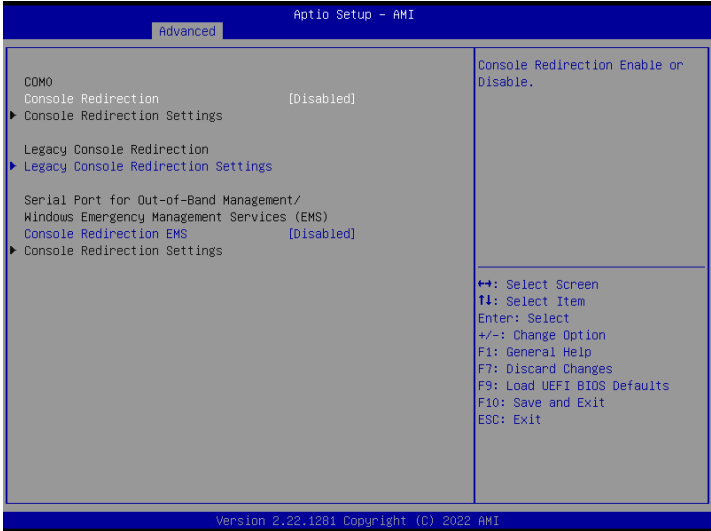 Aptio Setup - AMI
Advanced
COM0
Console Redirection [Disabled]
Console Redirection Settings
Legacy Console Redirection
Legacy Console Redirection Settings
Serial Port for Out-of-Band Management/
Windows Emergency Management Services (EMS)
Console Redirection EMS [Disabled]
Console Redirection Settings
Console Redirection Enable or
Disable.
↔: Select Screen
↑↓: Select Item
Enter: Select
+/-: Change Option
F1: General Help
F7: Discard Changes
F9: Load UEFI BIOS Defaults
F10: Save and Exit
ESC: Exit
Version 2.22.1281 Copyright (C) 2022 AMI